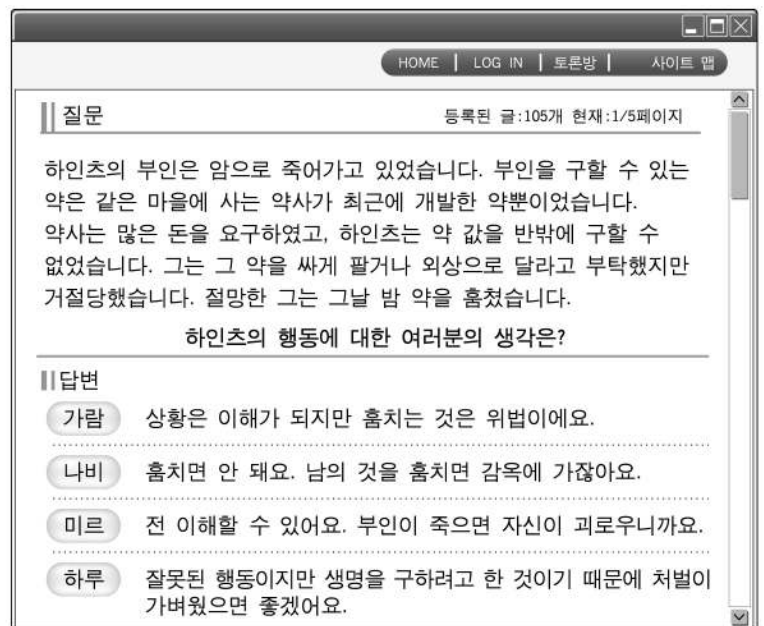 HOME | LOG IN | 토론방 | 사이트 맵
질문 등록된 글:105개 현재:1/5페이지
하인츠의 부인은 암으로 죽어가고 있었습니다. 부인을 구할 수 있는
약은 같은 마을에 사는 약사가 최근에 개발한 약뿐이었습니다.
약사는 많은 돈을 요구하였고, 하인츠는 약 값을 반밖에 구할 수
없었습니다. 그는 그 약을 싸게 팔거나 외상으로 달라고 부탁했지만
거절당했습니다. 절망한 그는 그날 밤 약을 훔쳤습니다.
하인츠의 행동에 대한 여러분의 생각은?
답변
가람 상황은 이해가 되지만 훔치는 것은 위법이에요.
나비 훔치면 안 돼요. 남의 것을 훔치면 감옥에 가잖아요.
미르 전 이해할 수 있어요. 부인이 죽으면 자신이 괴로우니까요.
하루 잘못된 행동이지만 생명을 구하려고 한 것이기 때문에 처벌이
가벼웠으면 좋겠어요.